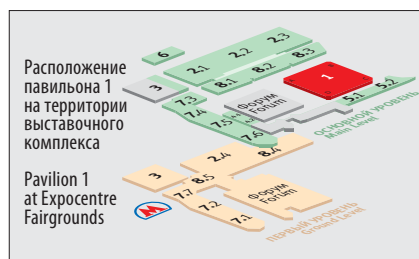 Расположение
павильона 1
на территории
выставочного
комплекса
Pavilion 1
at Expocentre
Fairgrounds
6
2.1
2.2
2.3
3
8.1
8.2
8.3
1
7.3
7.4
7.5
7.6
Форум
Forum
5.1
5.2
ОСНОВНОЙ УРОВЕНЬ
Main Level
3
2.4
8.4
8.5
7.7
7.2
7.1
Форум
Forum
М
ПЕРВЫЙ УРОВЕНЬ
Ground Level